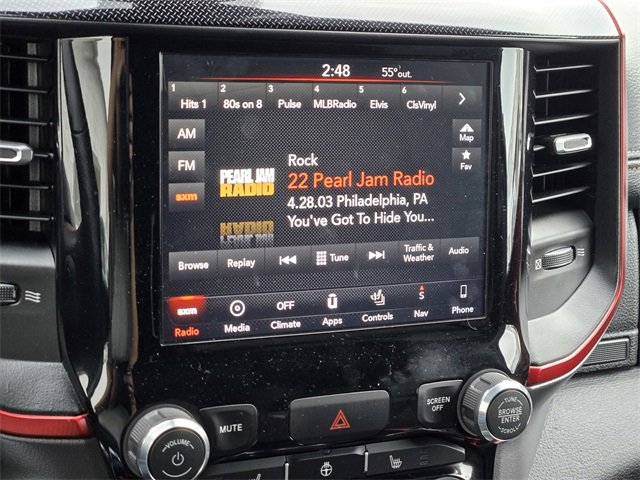 2:48 55° out.
1 2 3 4 5 6
Hits 1 80s on 8 Pulse MLBRadio Elvis ClsVinyl
AM
Map
FM
Fav
sxm
PEARL JAM
RADIO
Rock
22 Pearl Jam Radio
4.28.03 Philadelphia, PA
You've Got To Hide You...
Browse Replay Tune Traffic & Weather Audio
sxm OFF S
Radio Media Climate Apps Controls Nav Phone
VOLUME
MUTE
SCREEN
OFF
TUNE
BROWSE
ENTER
SCROLL